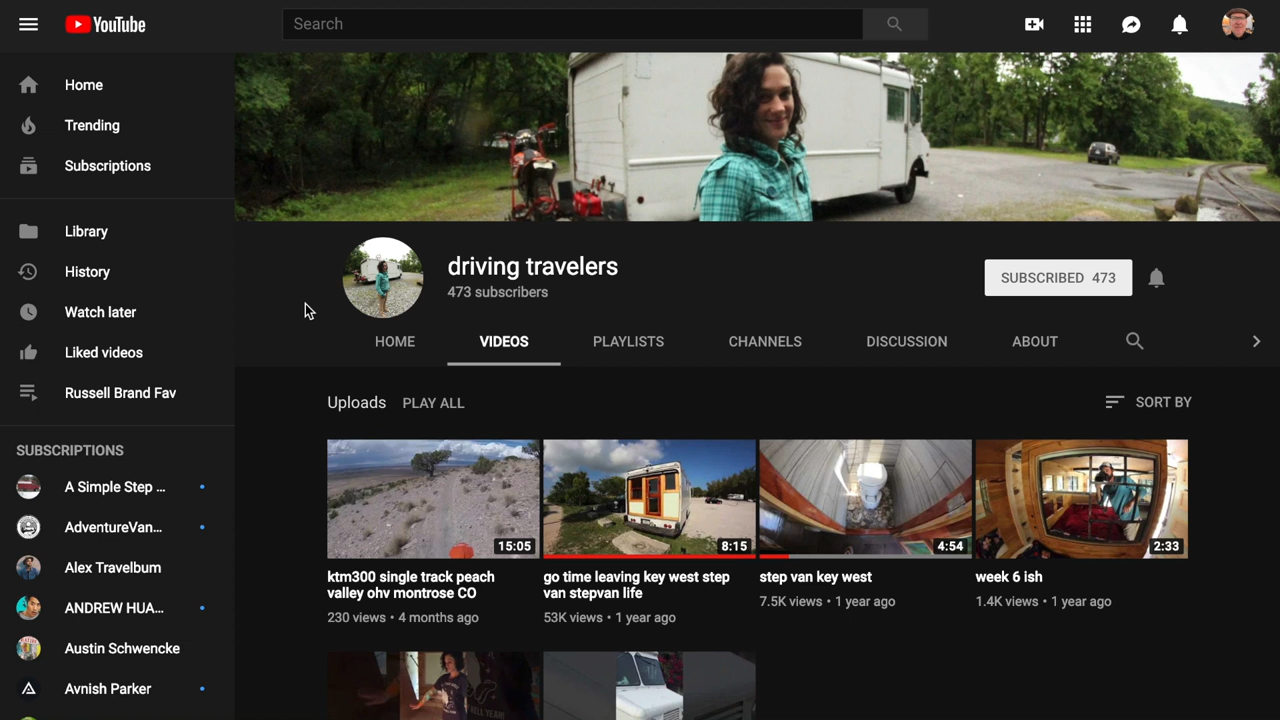 YouTube
Search
Home
Trending
Subscriptions
Library
History
Watch later
Liked videos
Russell Brand Fav
SUBSCRIPTIONS
A Simple Step ...
AdventureVan...
Alex Travelbum
ANDREW HUA...
Austin Schwencke
Avnish Parker
driving travelers
473 subscribers
SUBSCRIBED 473
HOME VIDEOS PLAYLISTS CHANNELS DISCUSSION ABOUT
Uploads PLAY ALL
SORT BY
15:05
ktm300 single track peach
valley ohv montrose CO
230 views • 4 months ago
8:15
go time leaving key west step
van stepvan life
53K views • 1 year ago
4:54
step van key west
7.5K views • 1 year ago
2:33
week 6 ish
1.4K views • 1 year ago